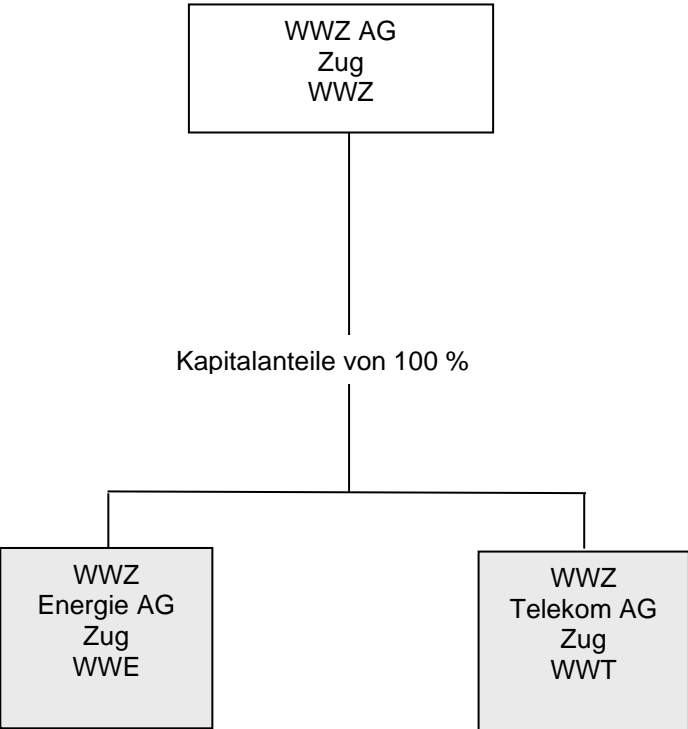 WWZ AG
Zug
WWZ
Kapitalanteile von 100 %
WWZ
Energie AG
Zug
WWE
WWZ
Telekom AG
Zug
WWT